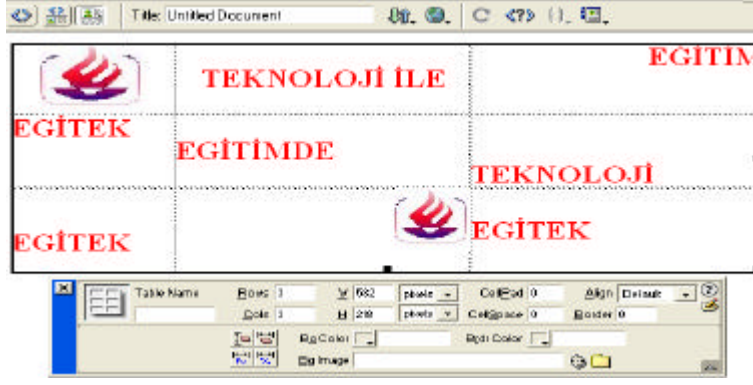 Title: Untitled Document
TEKNOLOJİ İLE
EGİTİM
EGİTEK
EGİTİMDE
TEKNOLOJİ
EGİTEK
EGİTEK
Table Name Rows 3 W 582 pixels CellPad 0 Align Default
Cols 3 H 218 pixels CellSpace 0 Border 0
Bg Color Brdr Color
Bg Image